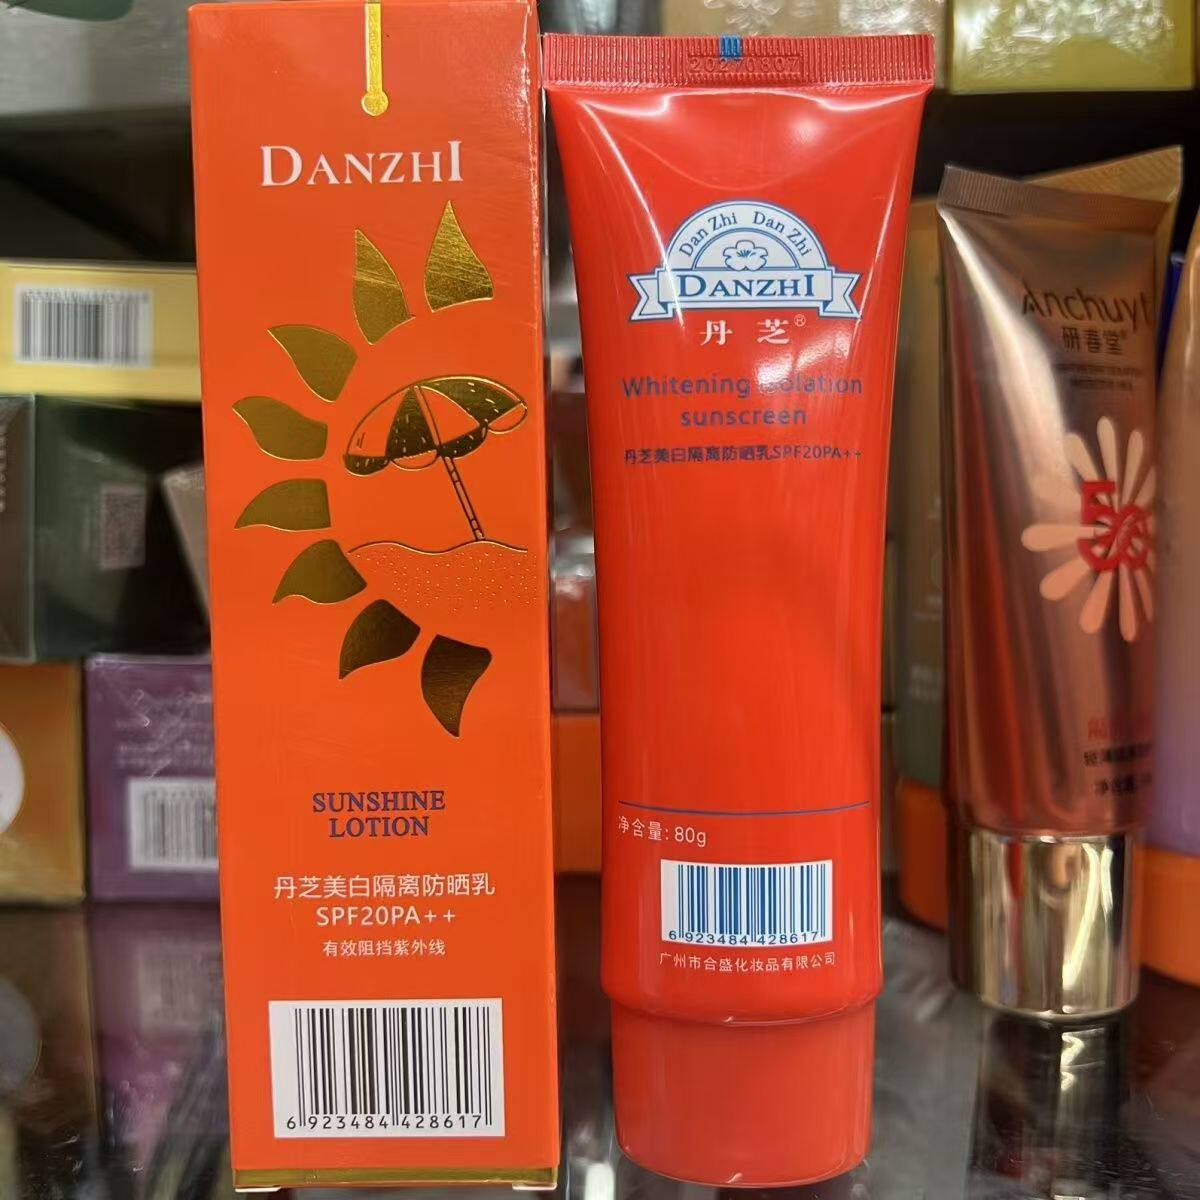 DANZHI
SUNSHINE
LOTION
丹芝美白隔离防晒乳
SPF20PA++
有效阻挡紫外线
6 923484 428617
Dan Zhi Dan Zhi
DANZHI
丹芝®
Whitening isolation
sunscreen
丹芝美白隔离防晒乳SPF20PA++
净含量: 80g
6 923484 428617
广州市合盛化妆品有限公司
Anchuyt
研春堂®